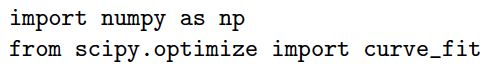 import numpy as np
from scipy.optimize import curve_fit